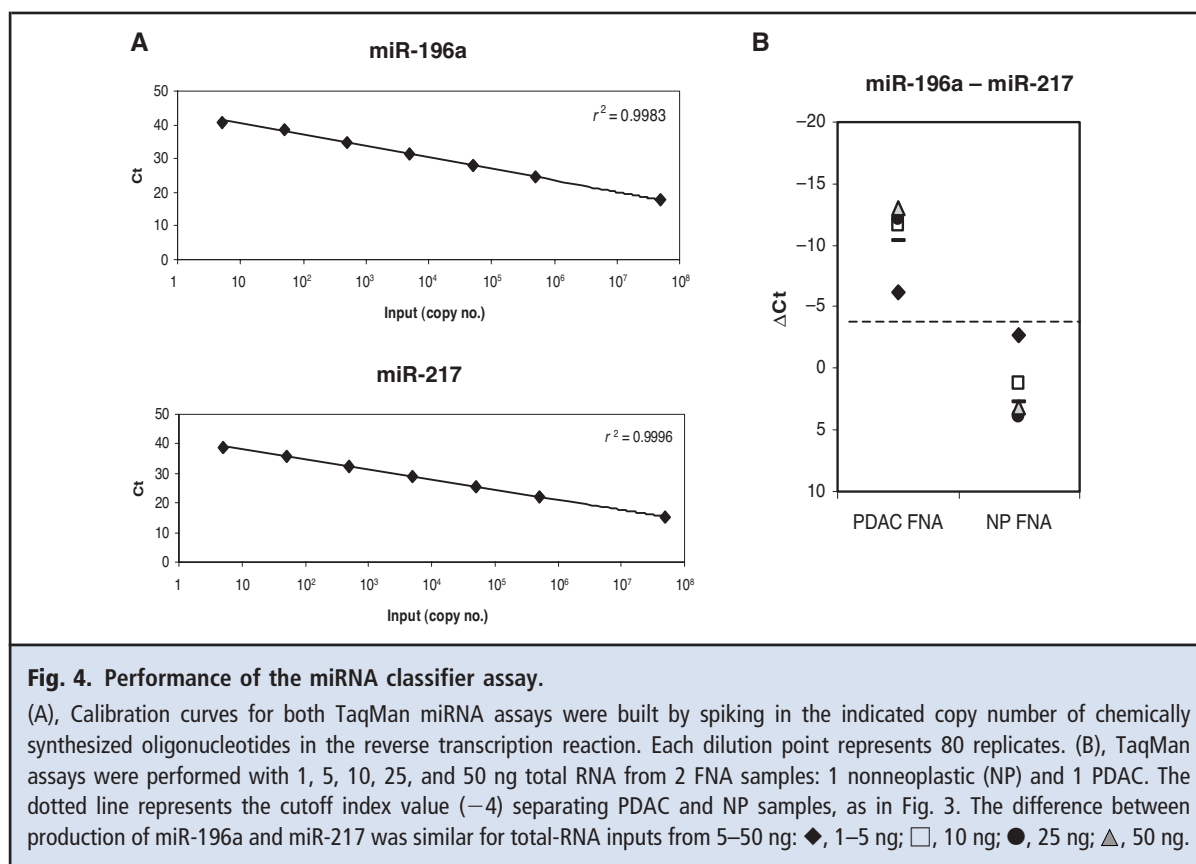 A
miR-196a
r² = 0.9983
50
40
30
20
10
0
Ct
1 10 10² 10³ 10⁴ 10⁵ 10⁶ 10⁷ 10⁸
Input (copy no.)
miR-217
r² = 0.9996
50
40
30
20
10
0
Ct
1 10 10² 10³ 10⁴ 10⁵ 10⁶ 10⁷ 10⁸
Input (copy no.)
B
miR-196a – miR-217
−20
−15
−10
−5
0
5
10
ΔCt
PDAC FNA NP FNA
Fig. 4. Performance of the miRNA classifier assay.
(A), Calibration curves for both TaqMan miRNA assays were built by spiking in the indicated copy number of chemically
synthesized oligonucleotides in the reverse transcription reaction. Each dilution point represents 80 replicates. (B), TaqMan
assays were performed with 1, 5, 10, 25, and 50 ng total RNA from 2 FNA samples: 1 nonneoplastic (NP) and 1 PDAC. The
dotted line represents the cutoff index value (−4) separating PDAC and NP samples, as in Fig. 3. The difference between
production of miR-196a and miR-217 was similar for total-RNA inputs from 5–50 ng: ◆, 1–5 ng; □, 10 ng; ●, 25 ng; △, 50 ng.